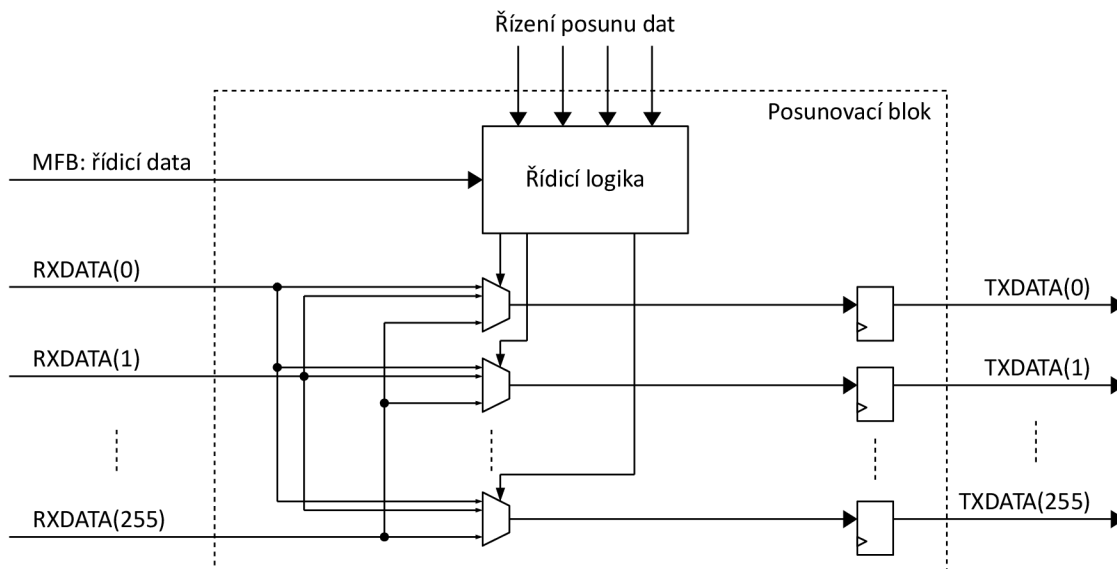 Řízení posunu dat
Posunovací blok
MFB: řídicí data
Řídicí logika
RXDATA(0)
TXDATA(0)
RXDATA(1)
TXDATA(1)
RXDATA(255)
TXDATA(255)